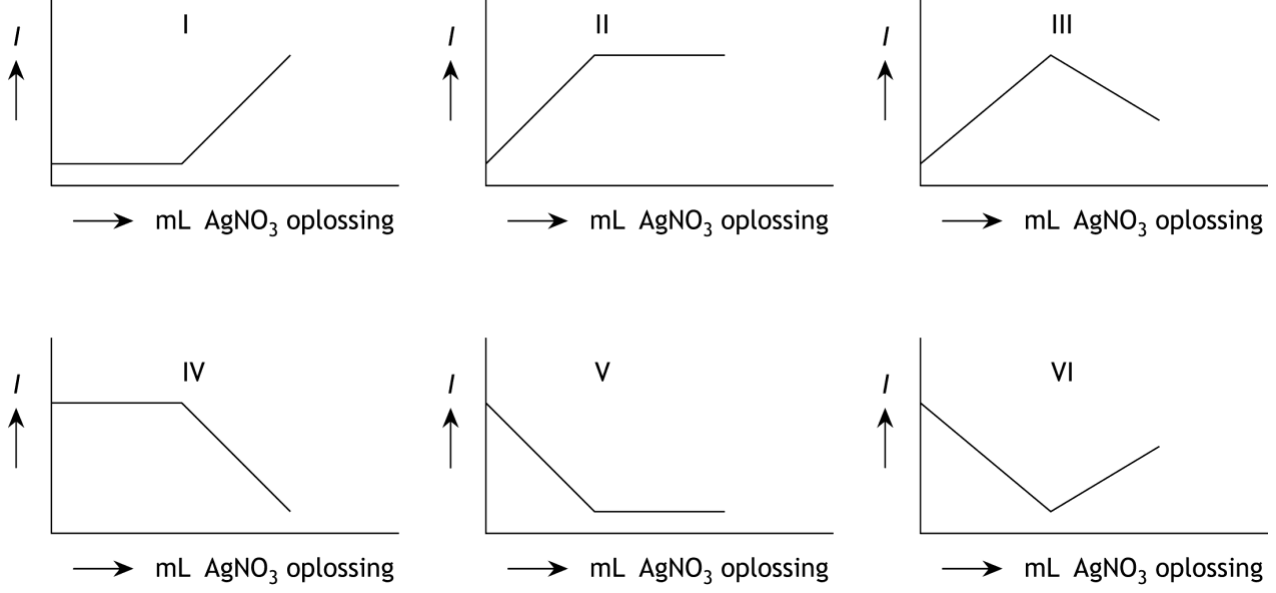 I II III
I I I
mL AgNO₃ oplossing mL AgNO₃ oplossing mL AgNO₃ oplossing
IV V VI
I I I
mL AgNO₃ oplossing mL AgNO₃ oplossing mL AgNO₃ oplossing